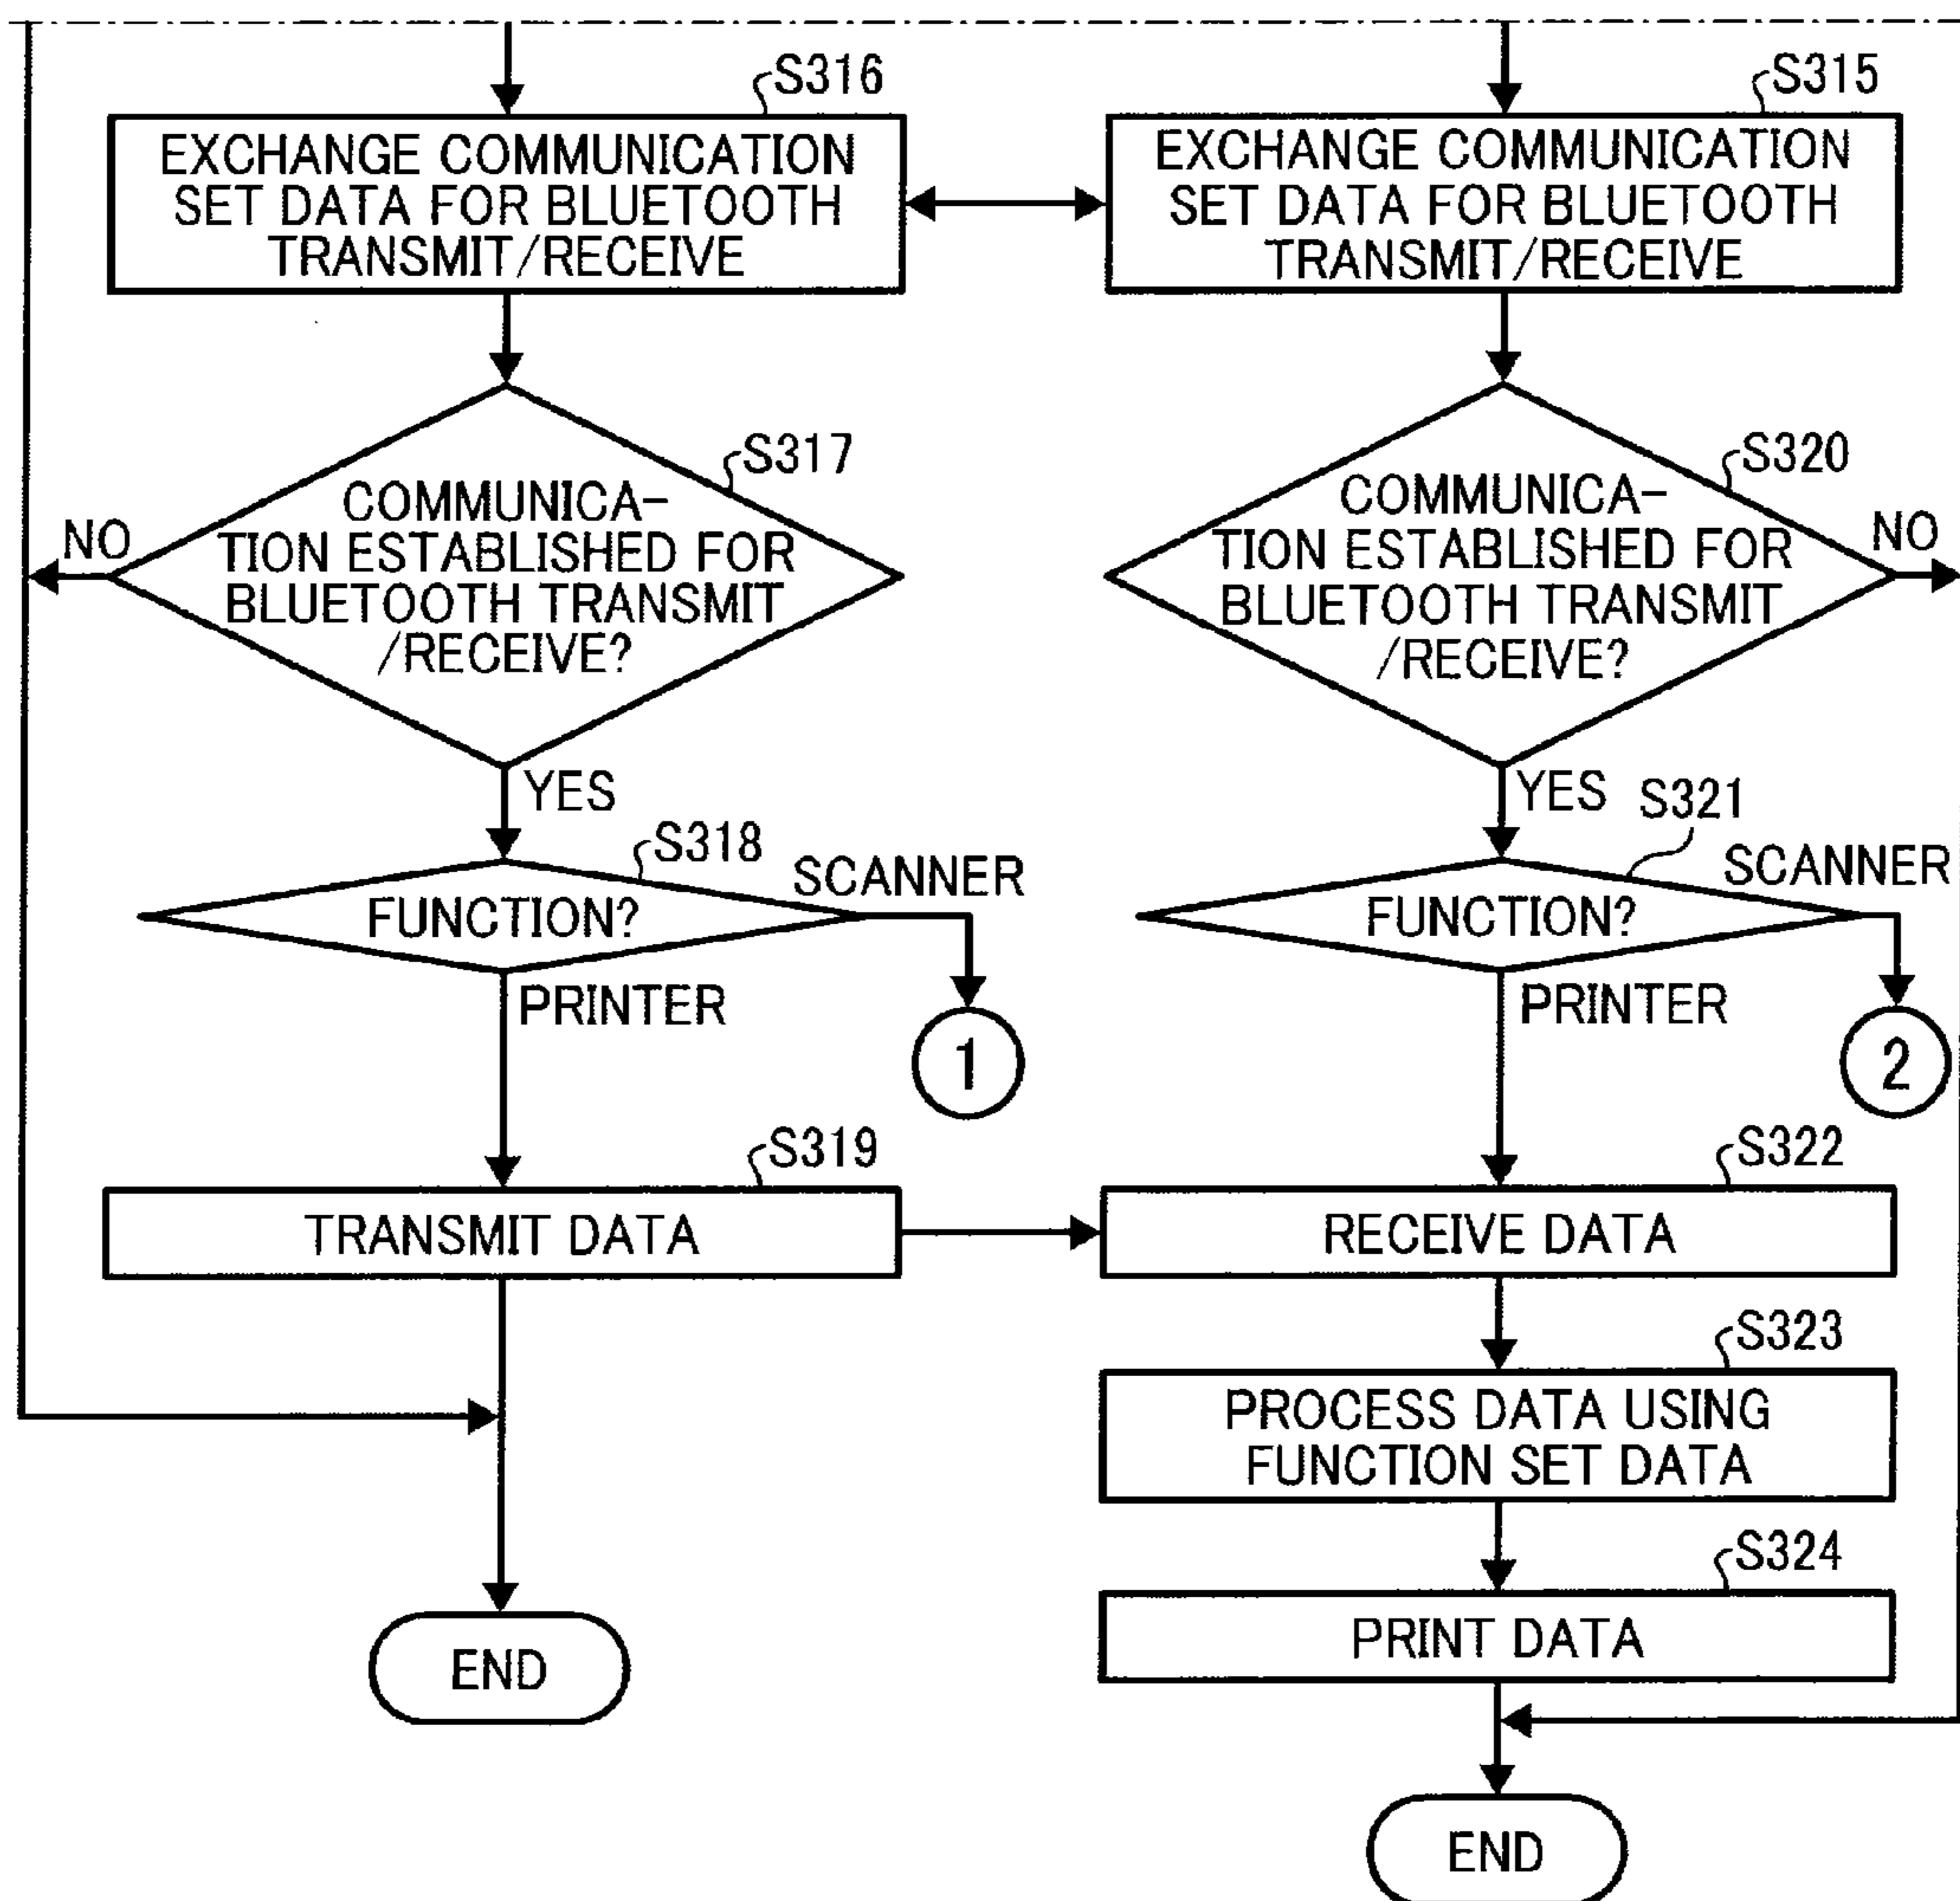 S316
EXCHANGE COMMUNICATION
SET DATA FOR BLUETOOTH
TRANSMIT/RECEIVE
S315
EXCHANGE COMMUNICATION
SET DATA FOR BLUETOOTH
TRANSMIT/RECEIVE
S317
COMMUNICA-
TION ESTABLISHED FOR
BLUETOOTH TRANSMIT
/RECEIVE?
NO
YES
S320
COMMUNICA-
TION ESTABLISHED FOR
BLUETOOTH TRANSMIT
/RECEIVE?
NO
YES
S318
FUNCTION?
SCANNER
PRINTER
1
S321
FUNCTION?
SCANNER
PRINTER
2
S319
TRANSMIT DATA
S322
RECEIVE DATA
S323
PROCESS DATA USING
FUNCTION SET DATA
S324
PRINT DATA
END
END